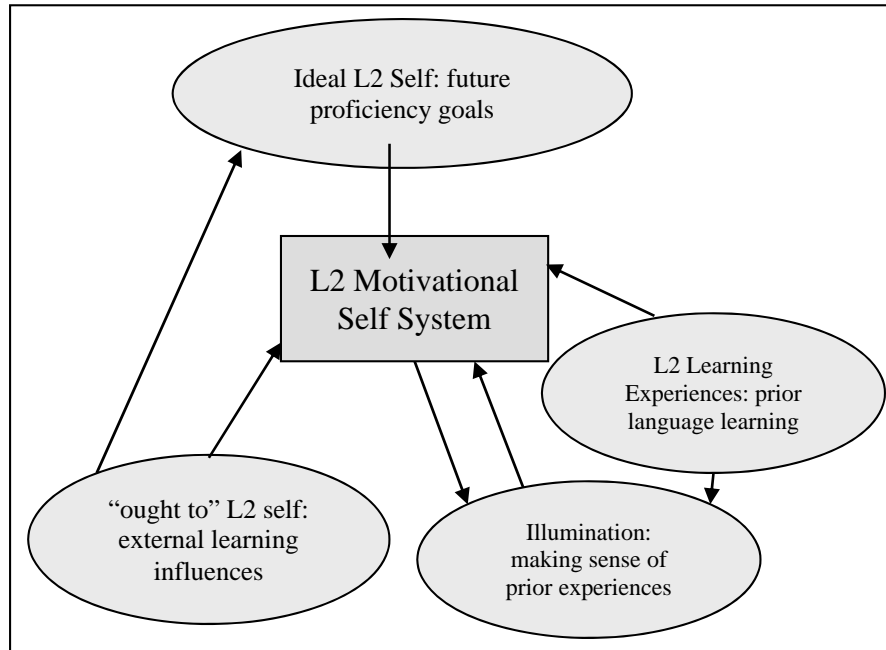 Ideal L2 Self: future
proficiency goals
L2 Motivational
Self System
L2 Learning
Experiences: prior
language learning
“ought to” L2 self:
external learning
influences
Illumination:
making sense of
prior experiences